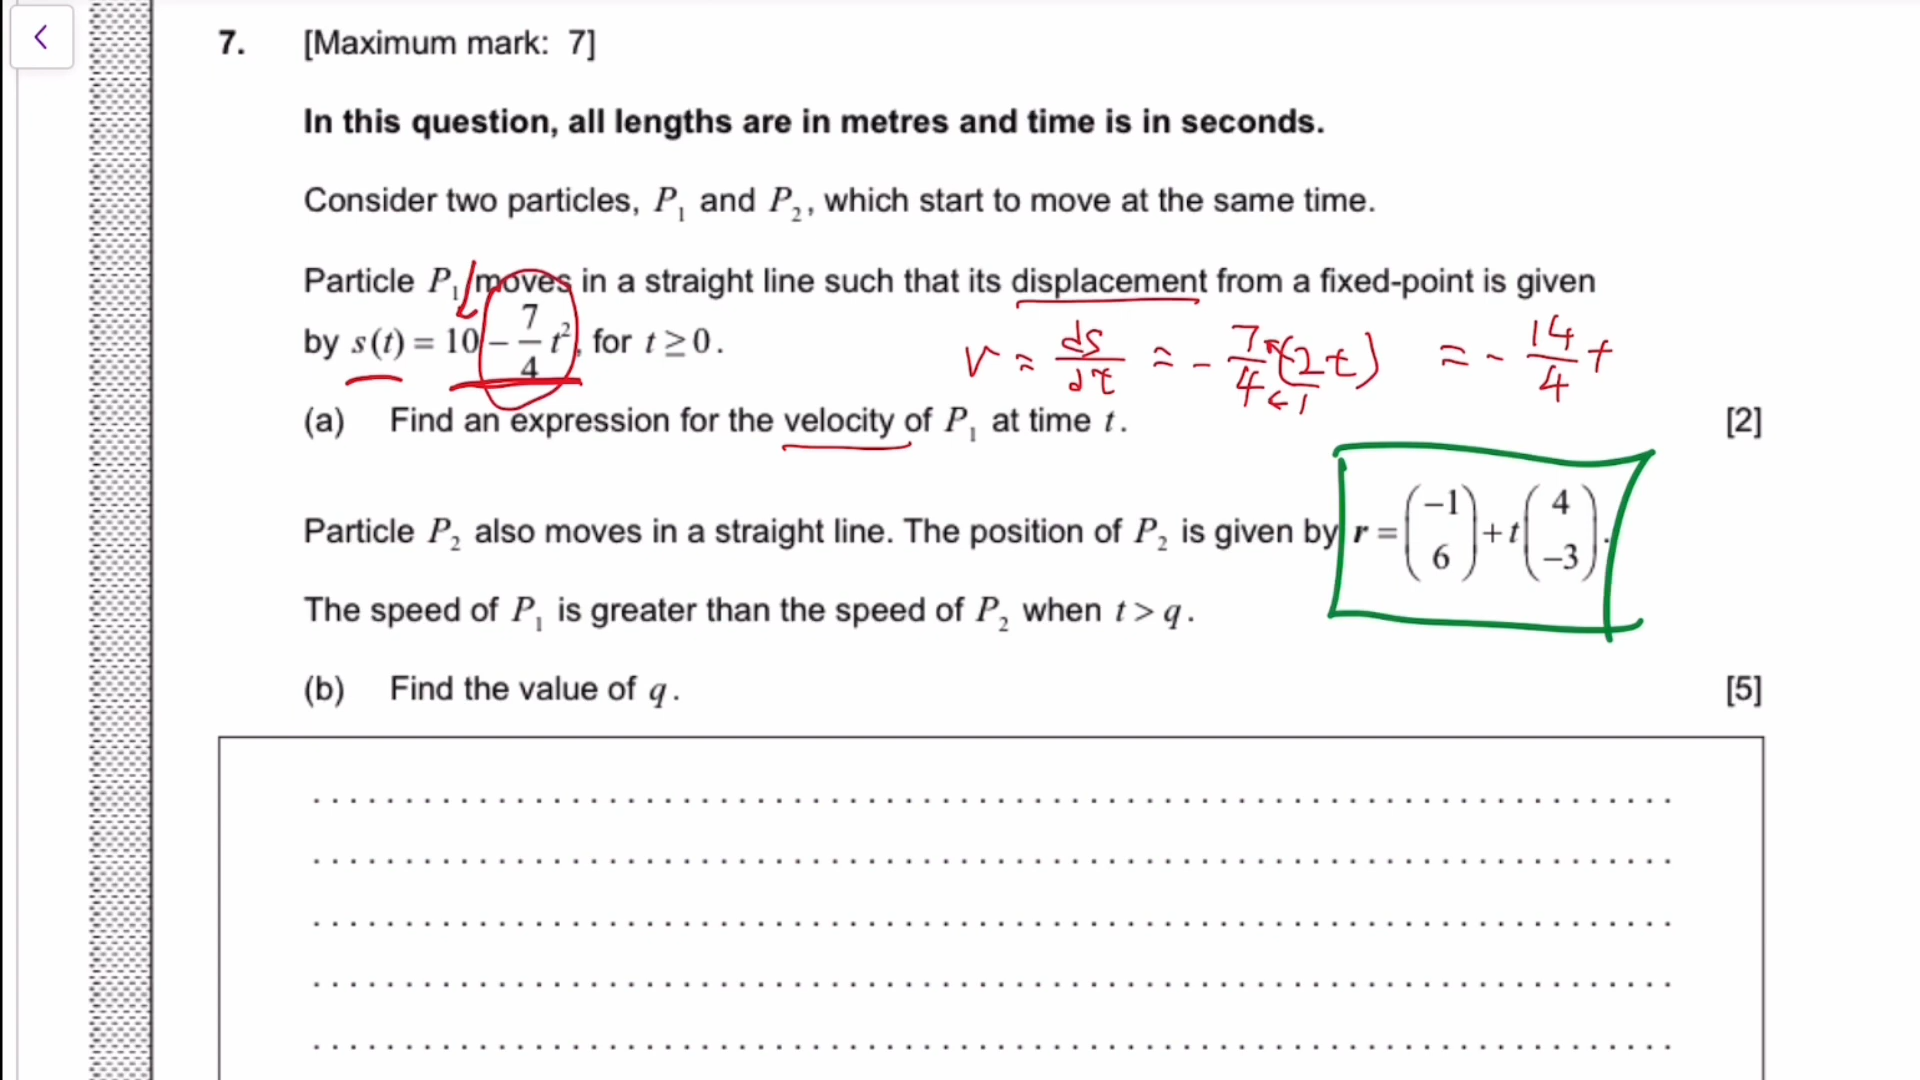 7. [Maximum mark: 7]
In this question, all lengths are in metres and time is in seconds.
Consider two particles, P₁ and P₂, which start to move at the same time.
Particle P₁ moves in a straight line such that its displacement from a fixed-point is given
by s(t) = 10 − 7/4 t², for t ≥ 0.
v = ds/dt = - 7/4 (2t) = - 14/4 t
(a) Find an expression for the velocity of P₁ at time t. [2]
Particle P₂ also moves in a straight line. The position of P₂ is given by r = (−1 6) + t (4 −3).
The speed of P₁ is greater than the speed of P₂ when t > q.
(b) Find the value of q. [5]